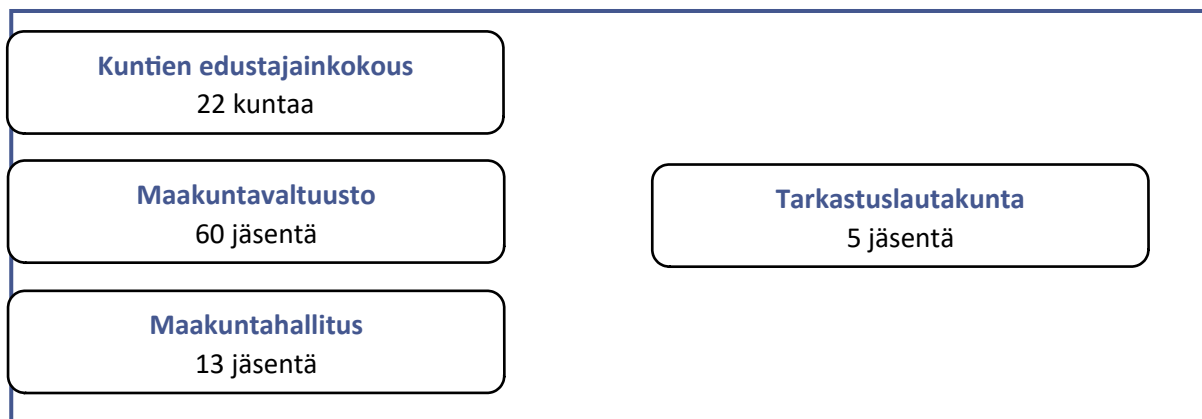 Kuntien edustajainkokous
22 kuntaa
Maakuntavaltuusto
60 jäsentä
Tarkastuslautakunta
5 jäsentä
Maakuntahallitus
13 jäsentä